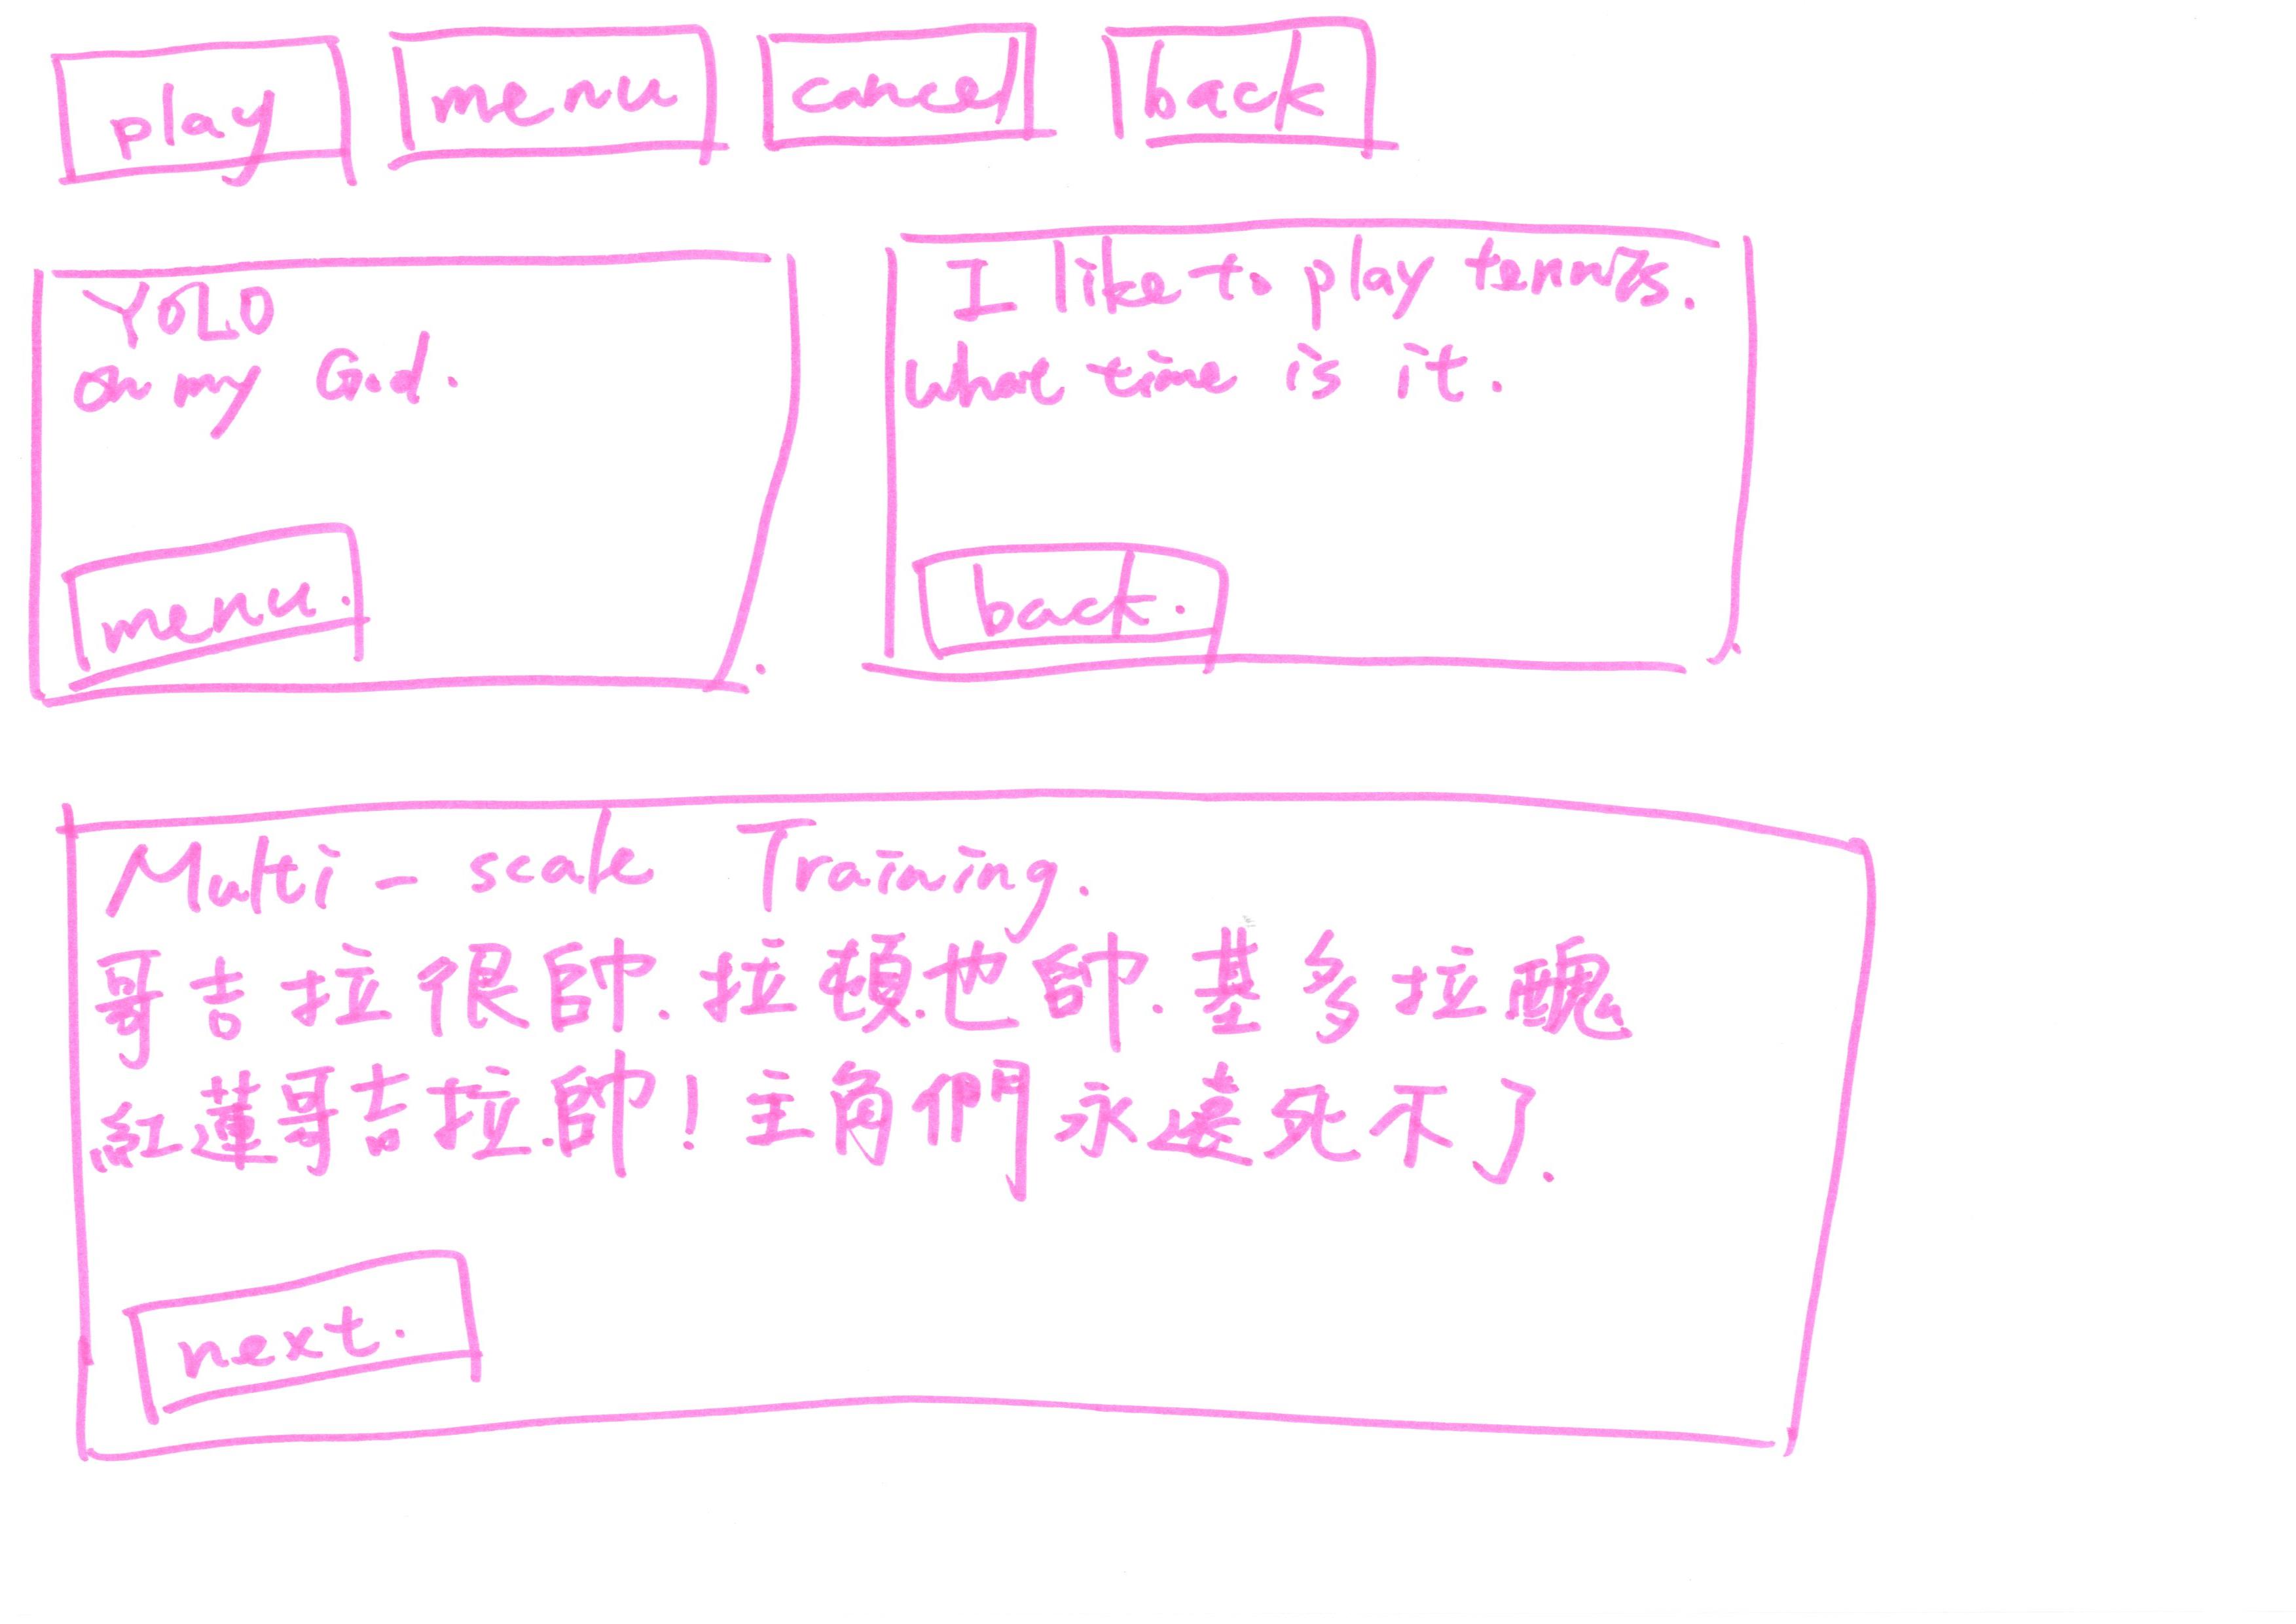 play
menu
cancel
back
YOLO
oh my God.
menu.
I like to play tennis.
what time is it.
back.
Multi-scale Training.
哥吉拉很帥.拉頓也帥.基多拉醜
紅蓮哥吉拉帥!主角們永遠死不了.
next.